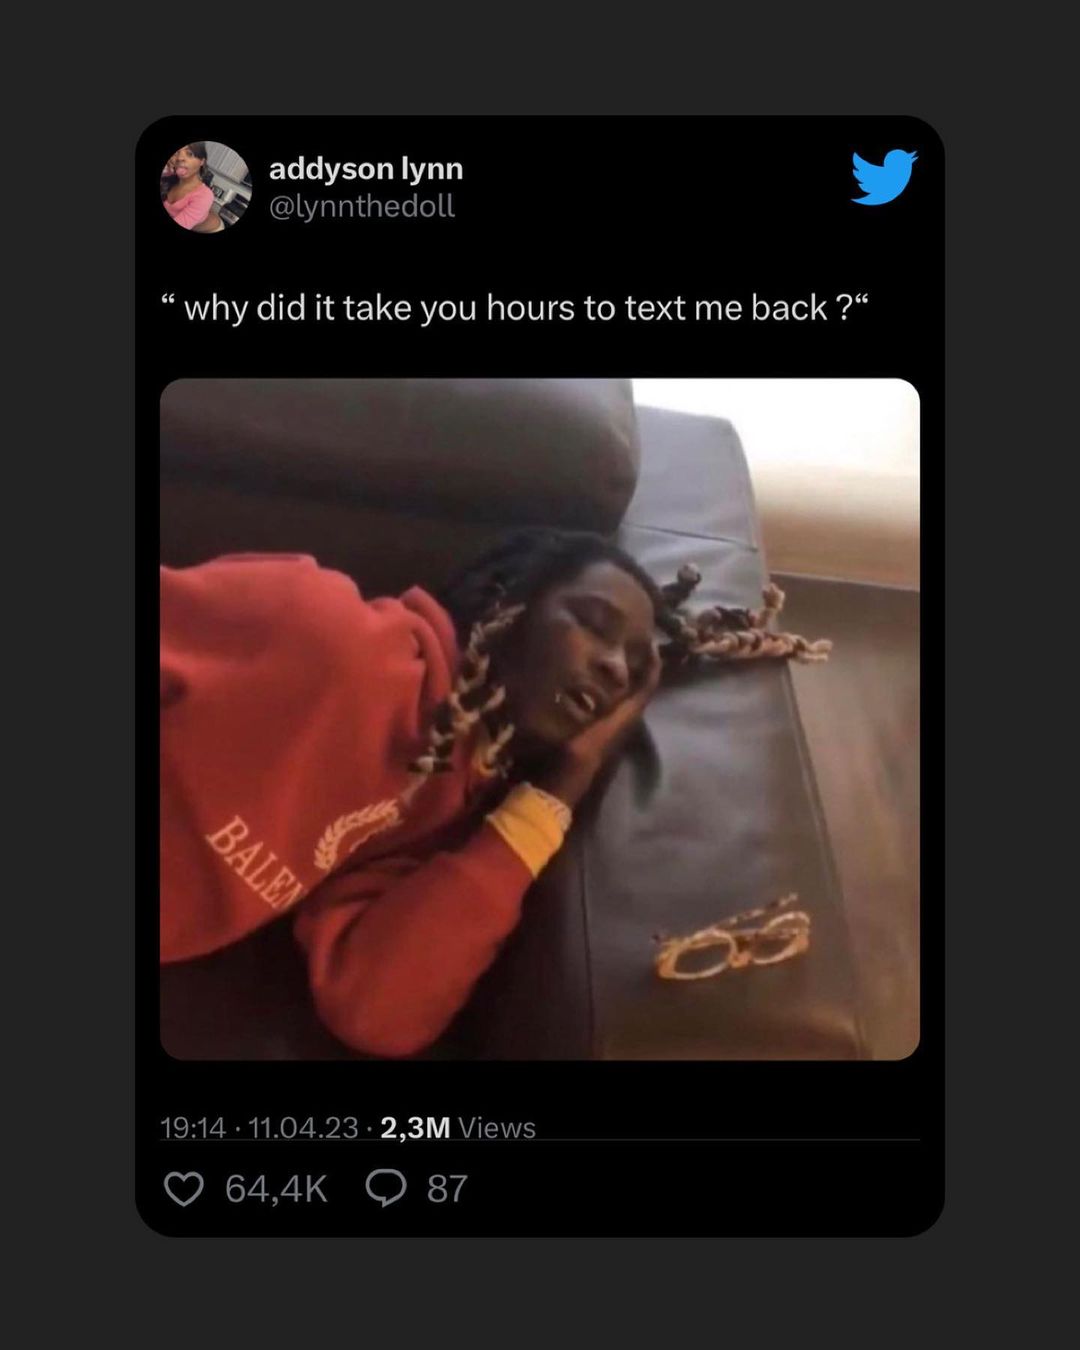 addyson lynn
@lynnthedoll
“ why did it take you hours to text me back ?“
BALEN
19:14 · 11.04.23 · 2,3M Views
64,4K 87